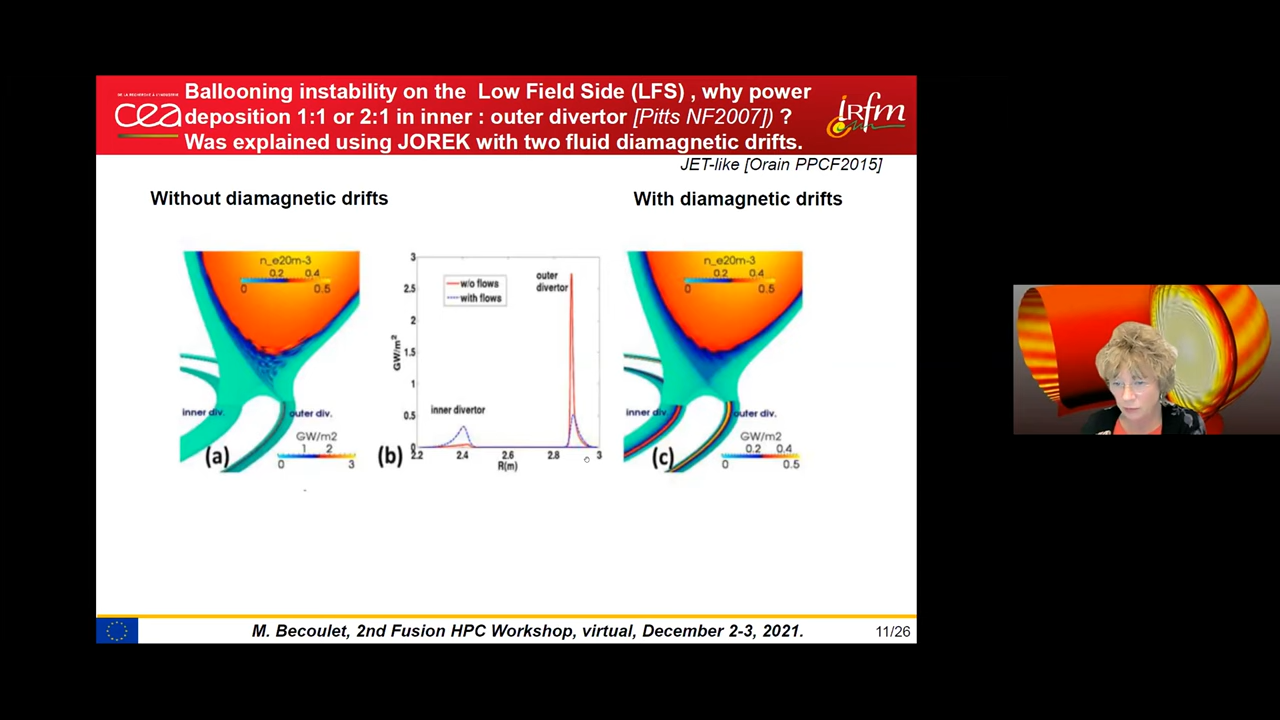 DE LA RECHERCHE À L'INDUSTRIE
cea
Ballooning instability on the Low Field Side (LFS) , why power
deposition 1:1 or 2:1 in inner : outer divertor [Pitts NF2007]) ?
Was explained using JOREK with two fluid diamagnetic drifts.
iRfm
JET-like [Orain PPCF2015]
Without diamagnetic drifts
With diamagnetic drifts
n_e20m-3
0.2 0.4
0 0.5
inner div.
outer div.
GW/m2
1 2
0 3
(a)
3
2.5
2
1.5
1
0.5
0
GW/m²
w/o flows
with flows
outer
divertor
inner divertor
2.2 2.4 2.6 2.8 3
R(m)
(b)
n_e20m-3
0.2 0.4
0 0.5
inner div.
outer div.
GW/m2
0.2 0.4
0 0.5
(c)
M. Becoulet, 2nd Fusion HPC Workshop, virtual, December 2-3, 2021.
11/26